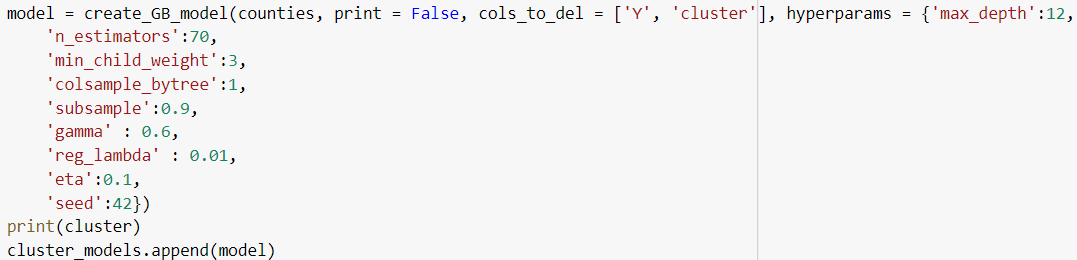 model = create_GB_model(counties, print = False, cols_to_del = ['Y', 'cluster'], hyperparams = {'max_depth':12,
    'n_estimators':70,
    'min_child_weight':3,
    'colsample_bytree':1,
    'subsample':0.9,
    'gamma' : 0.6,
    'reg_lambda' : 0.01,
    'eta':0.1,
    'seed':42})
print(cluster)
cluster_models.append(model)